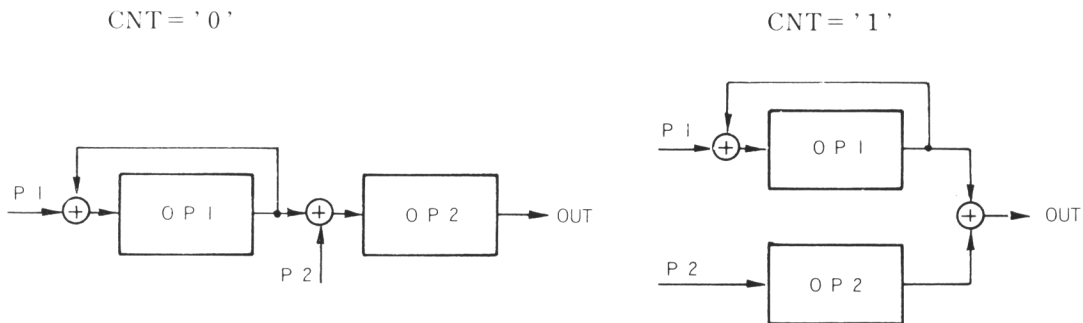 CNT = ' 0 '
P 1
O P 1
P 2
O P 2
OUT
CNT = ' 1 '
P 1
O P 1
P 2
O P 2
OUT